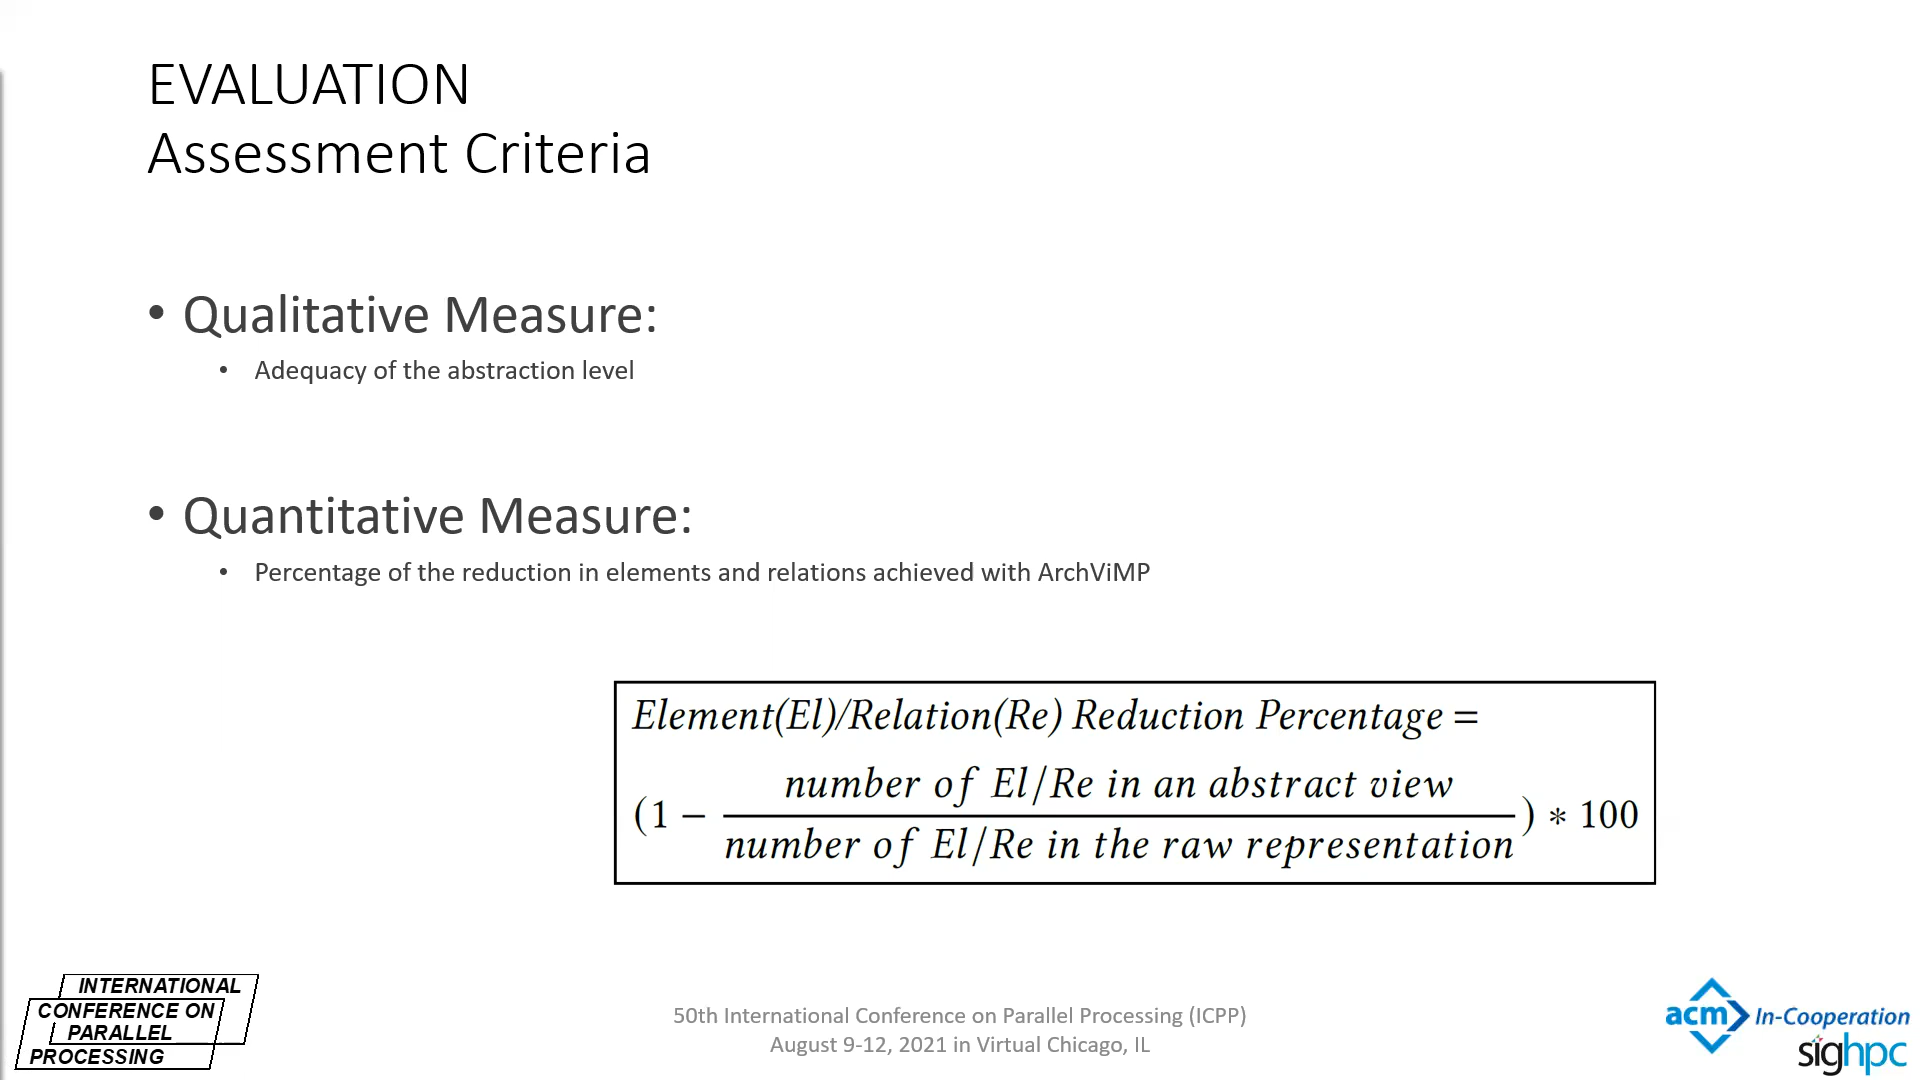 EVALUATION
Assessment Criteria
• Qualitative Measure:
• Adequacy of the abstraction level
• Quantitative Measure:
• Percentage of the reduction in elements and relations achieved with ArchViMP
Element(El)/Relation(Re) Reduction Percentage =
(1 − number of El/Re in an abstract view / number of El/Re in the raw representation) * 100
INTERNATIONAL
CONFERENCE ON
PARALLEL
PROCESSING
50th International Conference on Parallel Processing (ICPP)
August 9-12, 2021 in Virtual Chicago, IL
acm In-Cooperation
sighpc